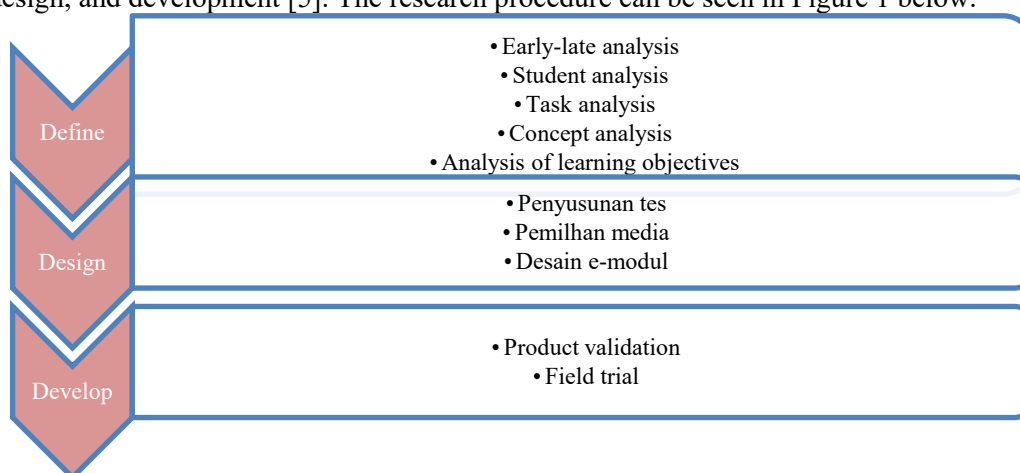 design, and development [5]. The research procedure can be seen in Figure 1 below.
Define
• Early-late analysis
• Student analysis
• Task analysis
• Concept analysis
• Analysis of learning objectives
Design
• Penyusunan tes
• Pemilhan media
• Desain e-modul
Develop
• Product validation
• Field trial